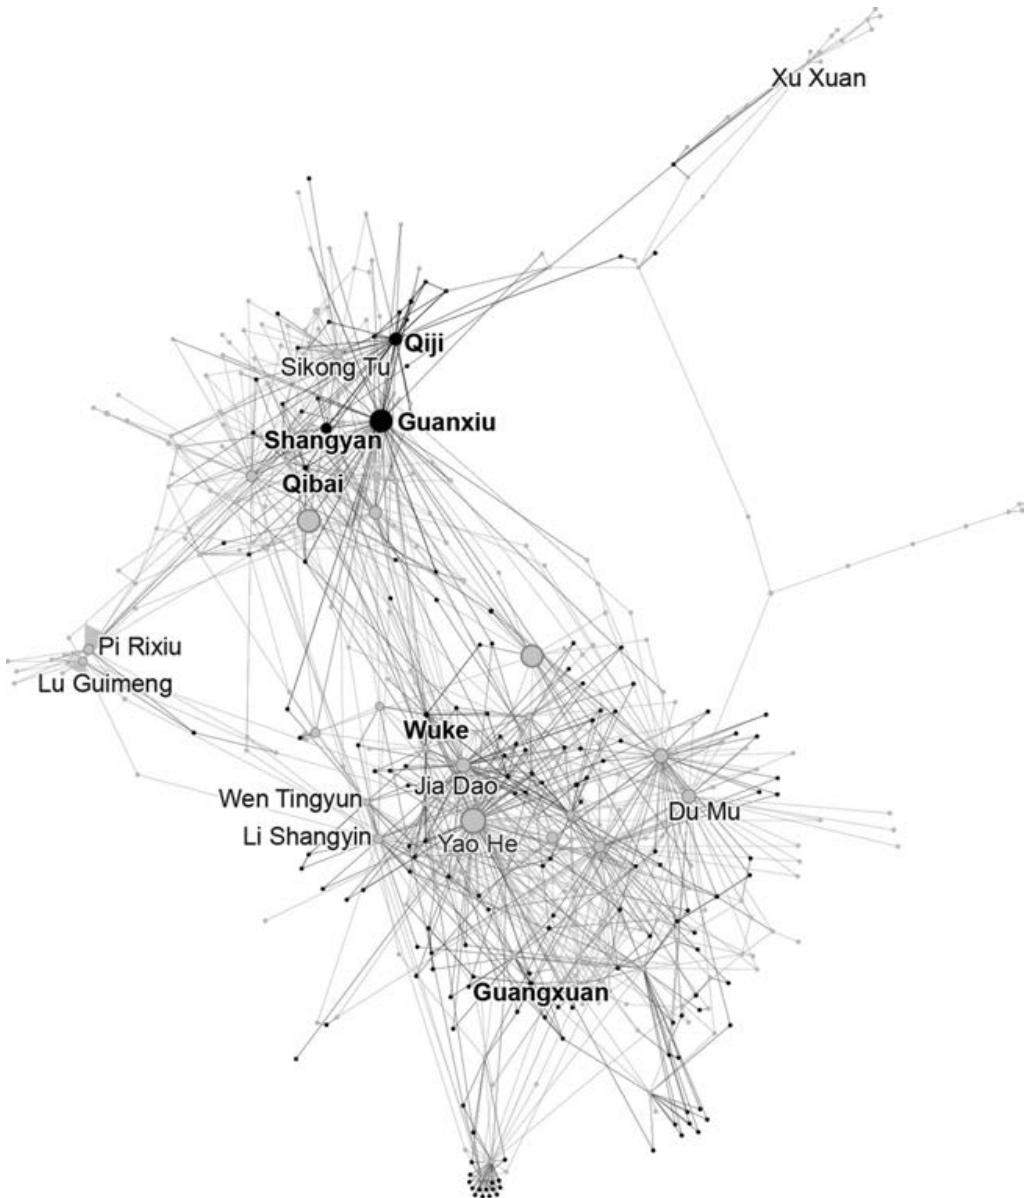 Xu Xuan
Qiji
Sikong Tu
Guanxiu
Shangyan
Qibai
Pi Rixiu
Lu Guimeng
Wuke
Jia Dao
Wen Tingyun
Du Mu
Li Shangyin
Yao He
Guangxuan